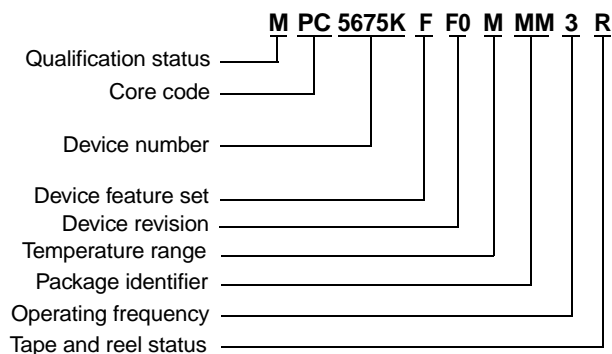 M PC 5675K F F0 M MM 3 R
Qualification status
Core code
Device number
Device feature set
Device revision
Temperature range
Package identifier
Operating frequency
Tape and reel status